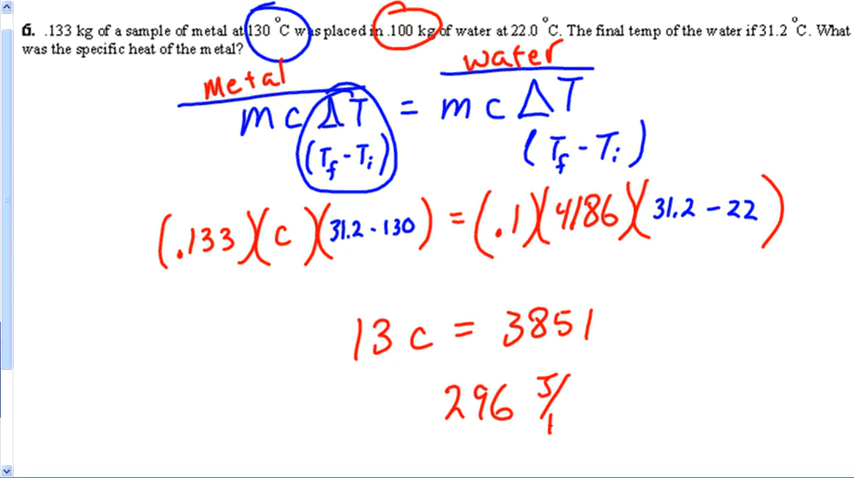 6. .133 kg of a sample of metal at 130 °C was placed in .100 kg of water at 22.0 °C. The final temp of the water if 31.2 °C. What
was the specific heat of the metal?
metal water
m c ΔT = m c ΔT
(Tf - Ti) (Tf - Ti)
(.133)(c)(31.2 - 130) = (.1)(4186)(31.2 - 22)
13 c = 3851
296 J/